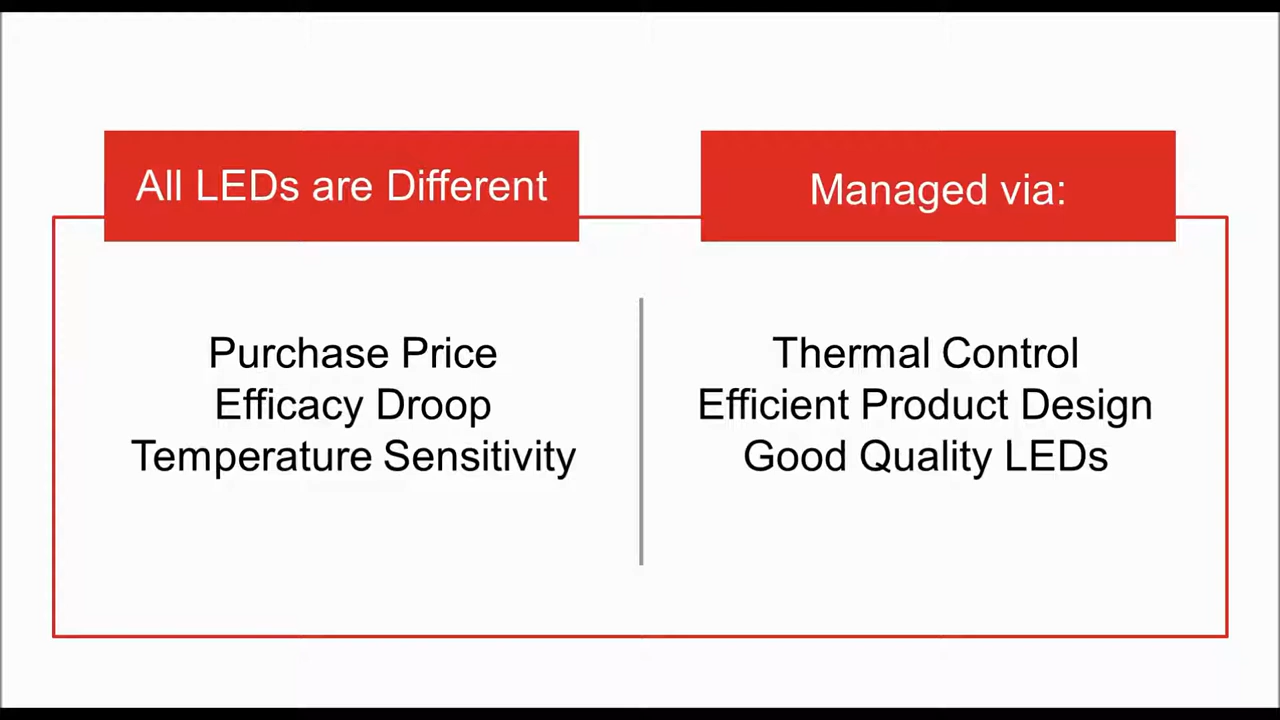 All LEDs are Different
Purchase Price
Efficacy Droop
Temperature Sensitivity
Managed via:
Thermal Control
Efficient Product Design
Good Quality LEDs